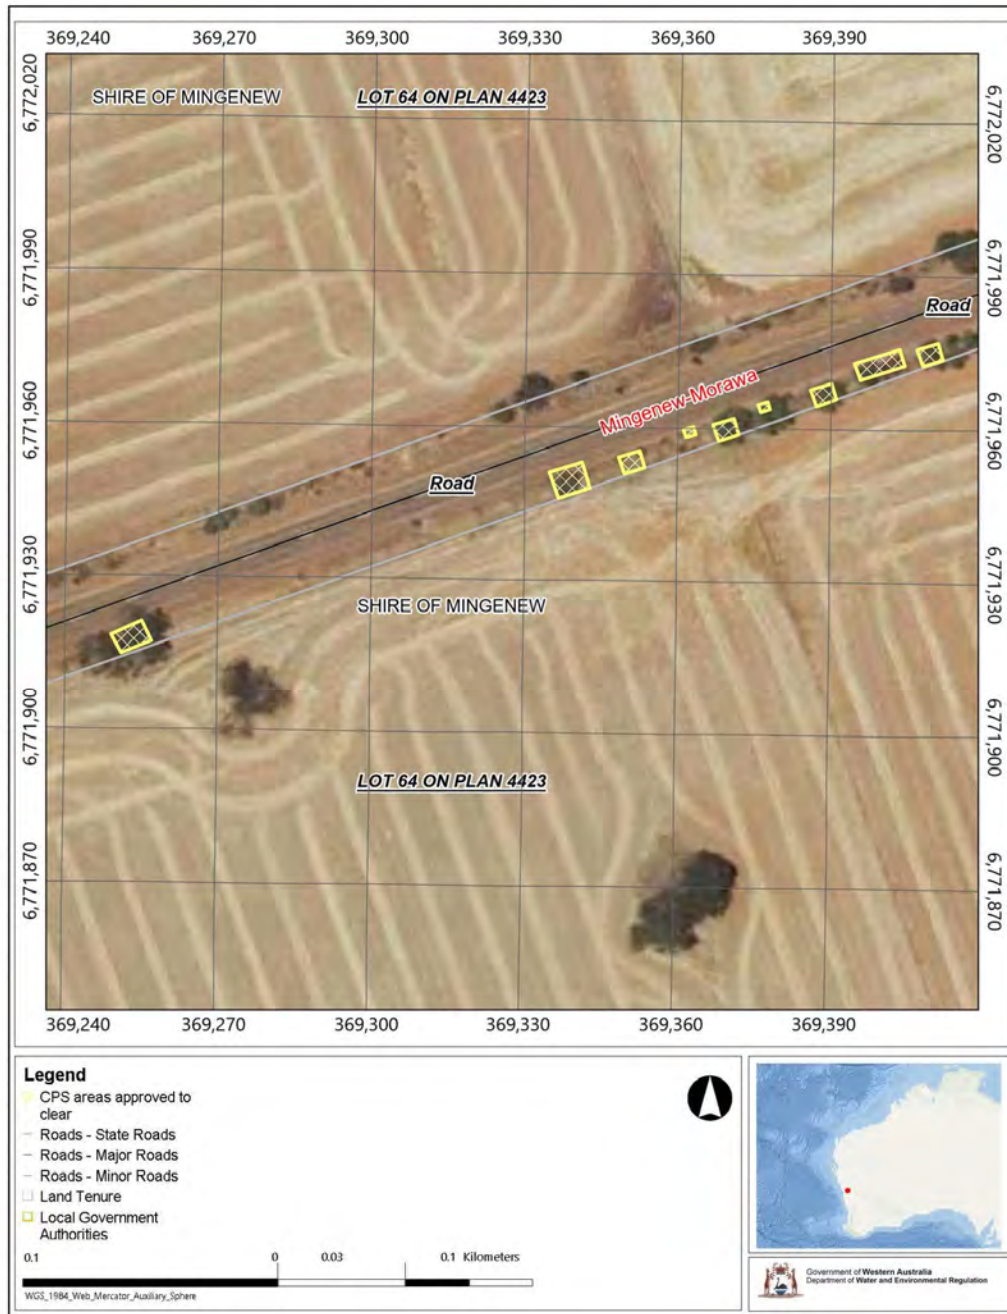 369,240 369,270 369,300 369,330 369,360 369,390
6,772,020 6,772,020
SHIRE OF MINGENEW LOT 64 ON PLAN 4423
6,771,990 6,771,990
Road
6,771,960 Mingenew-Morawa 6,771,960
Road
6,771,930 6,771,930
SHIRE OF MINGENEW
6,771,900 6,771,900
LOT 64 ON PLAN 4423
6,771,870 6,771,870
369,240 369,270 369,300 369,330 369,360 369,390
Legend
CPS areas approved to
clear
Roads - State Roads
Roads - Major Roads
Roads - Minor Roads
Land Tenure
Local Government
Authorities
0.1 0 0.03 0.1 Kilometers
WGS_1984_Web_Mercator_Auxiliary_Sphere
Government of Western Australia
Department of Water and Environmental Regulation